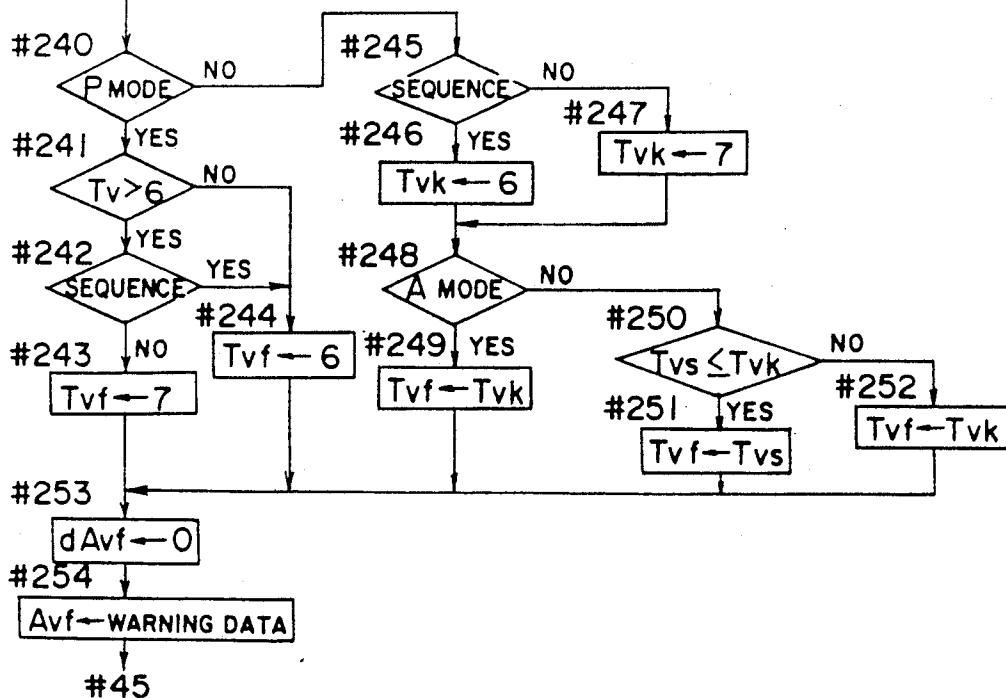 #240
P MODE
NO
YES
#241
Tv>6
NO
YES
#242
SEQUENCE
YES
NO
#243
Tvf←7
#244
Tvf←6
#245
SEQUENCE
NO
#246
YES
Tvk←6
#247
Tvk←7
#248
A MODE
NO
#249
YES
Tvf←Tvk
#250
Tvs≤Tvk
NO
#251
YES
Tvf←Tvs
#252
Tvf←Tvk
#253
dAvf←0
#254
Avf←WARNING DATA
#45